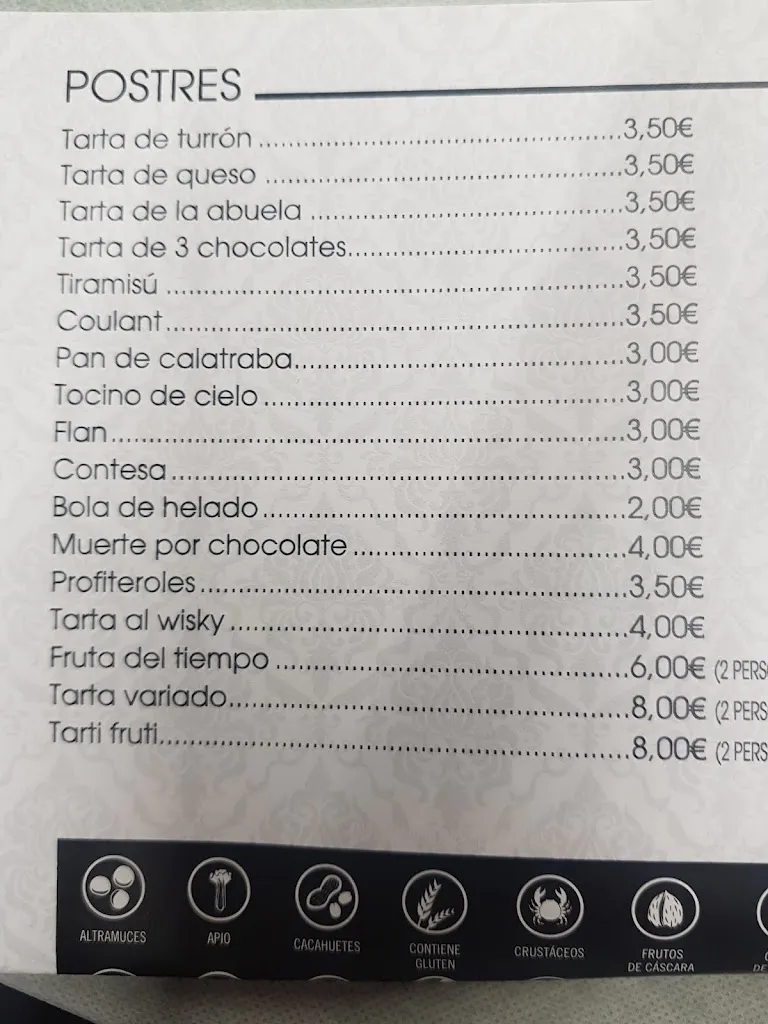 POSTRES
Tarta de turrón ........ 3,50€
Tarta de queso ........ 3,50€
Tarta de la abuela ........ 3,50€
Tarta de 3 chocolates........ 3,50€
Tiramisú ........ 3,50€
Coulant........ 3,50€
Pan de calatraba........ 3,00€
Tocino de cielo ........ 3,00€
Flan........ 3,00€
Contesa ........ 3,00€
Bola de helado........ 2,00€
Muerte por chocolate ........ 4,00€
Profiteroles........ 3,50€
Tarta al wisky ........ 4,00€
Fruta del tiempo ........ 6,00€ (2 PERS
Tarta variado........ 8,00€ (2 PERS
Tarti fruti........ 8,00€ (2 PERS
ALTRAMUCES APIO CACAHUETES CONTIENE GLUTEN CRUSTÁCEOS FRUTOS DE CÁSCARA